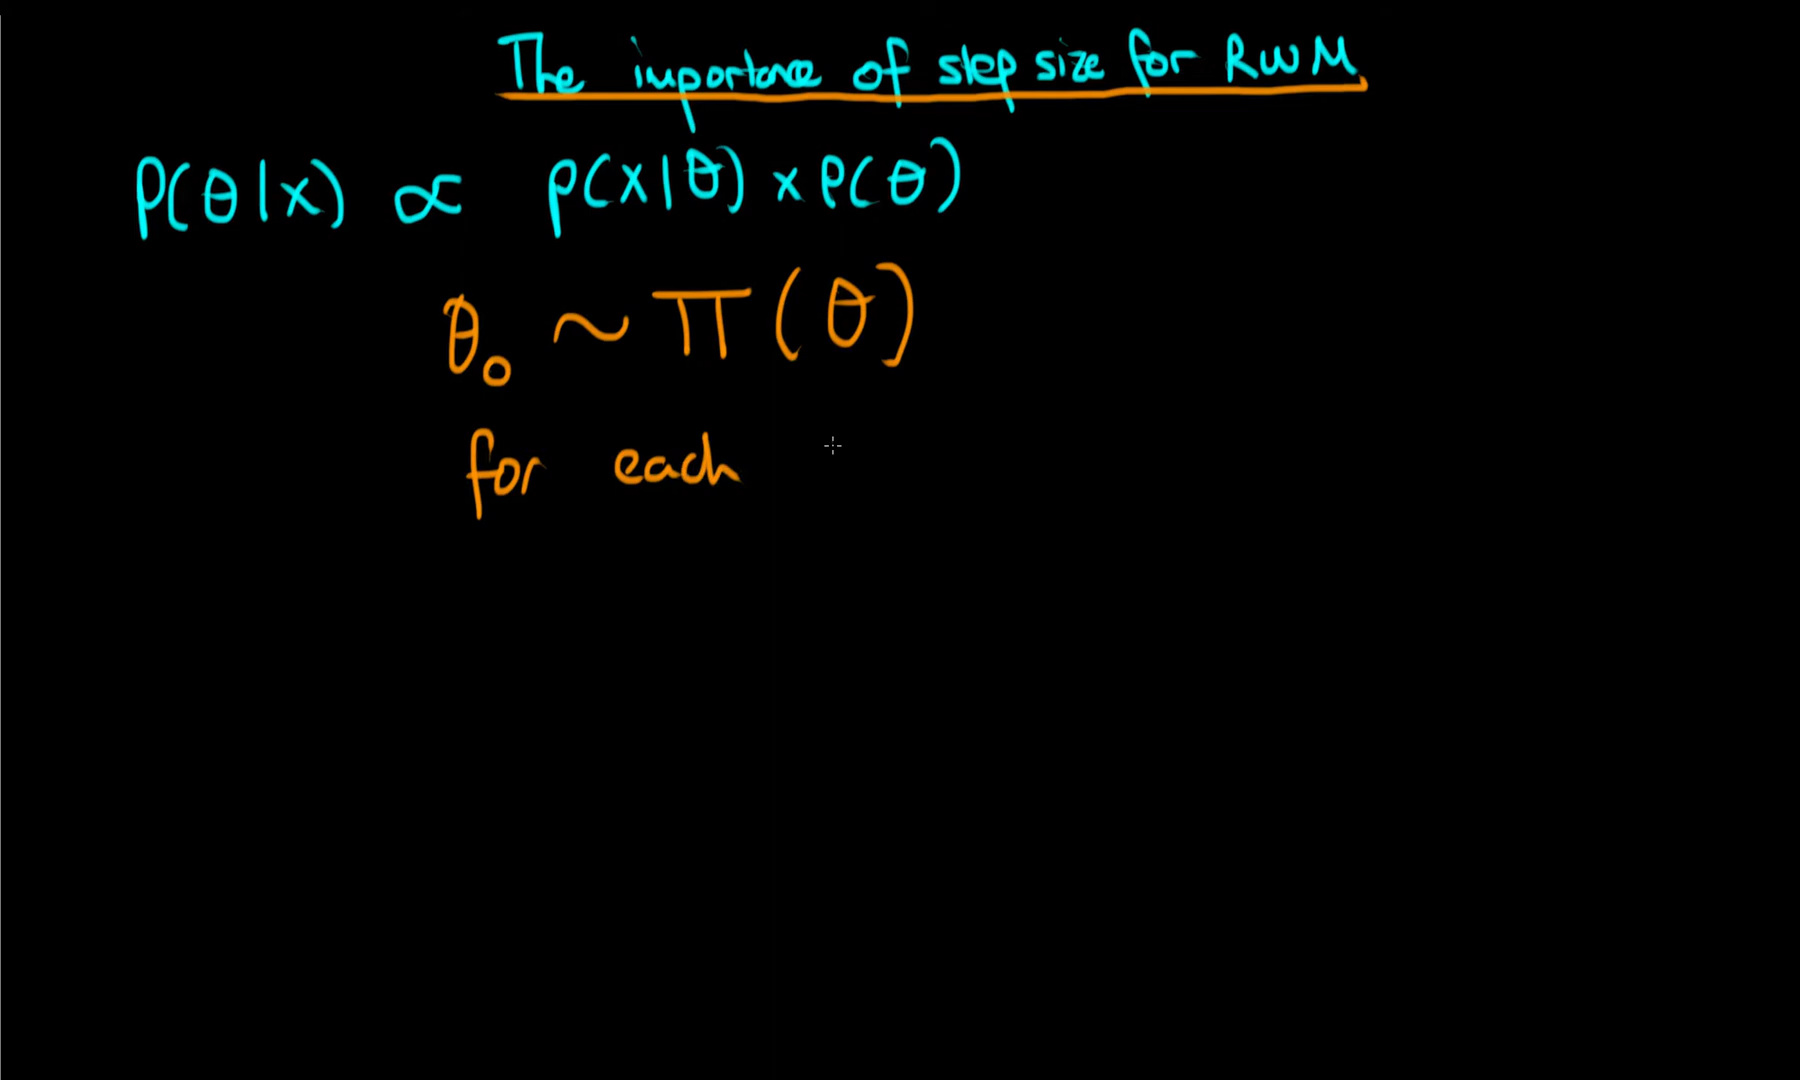 The importance of step size for RWM
P(θ|X) ∝ p(X|θ) × P(θ)
θ₀ ~ π(θ)
for each